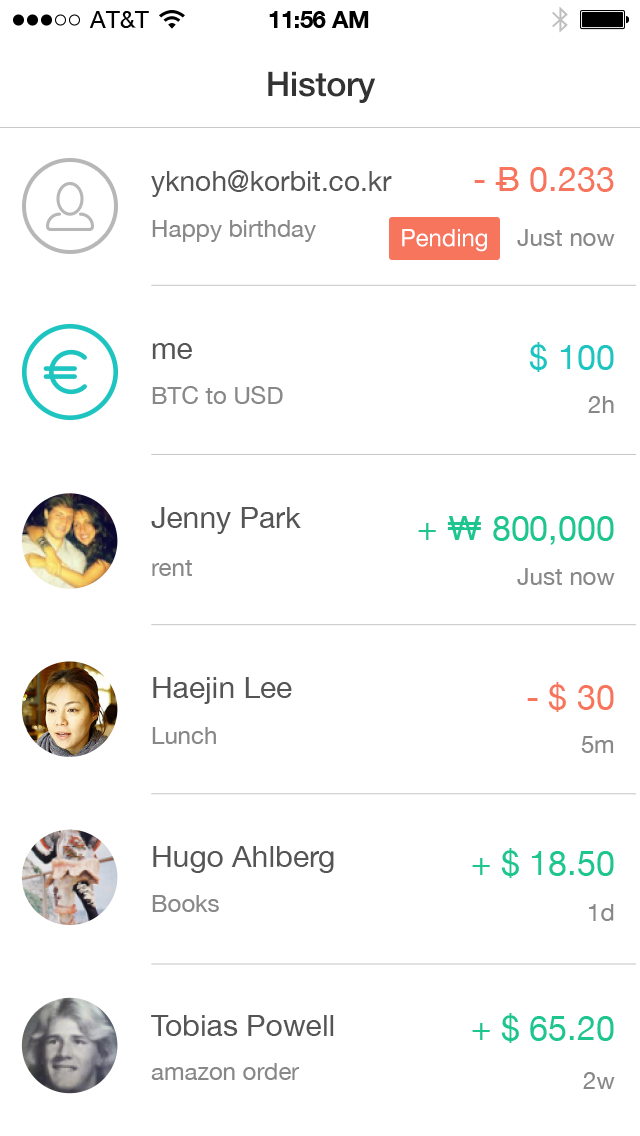 AT&T 11:56 AM
History
yknoh@korbit.co.kr - Ƀ 0.233
Happy birthday Pending Just now
me $ 100
BTC to USD 2h
Jenny Park + ₩ 800,000
rent Just now
Haejin Lee - $ 30
Lunch 5m
Hugo Ahlberg + $ 18.50
Books 1d
Tobias Powell + $ 65.20
amazon order 2w